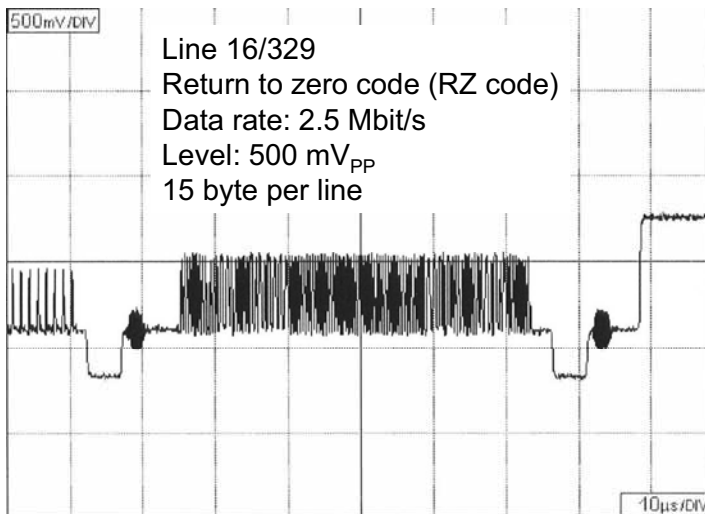 500mV/DIV
Line 16/329
Return to zero code (RZ code)
Data rate: 2.5 Mbit/s
Level: 500 mVPP
15 byte per line
10µs/DIV